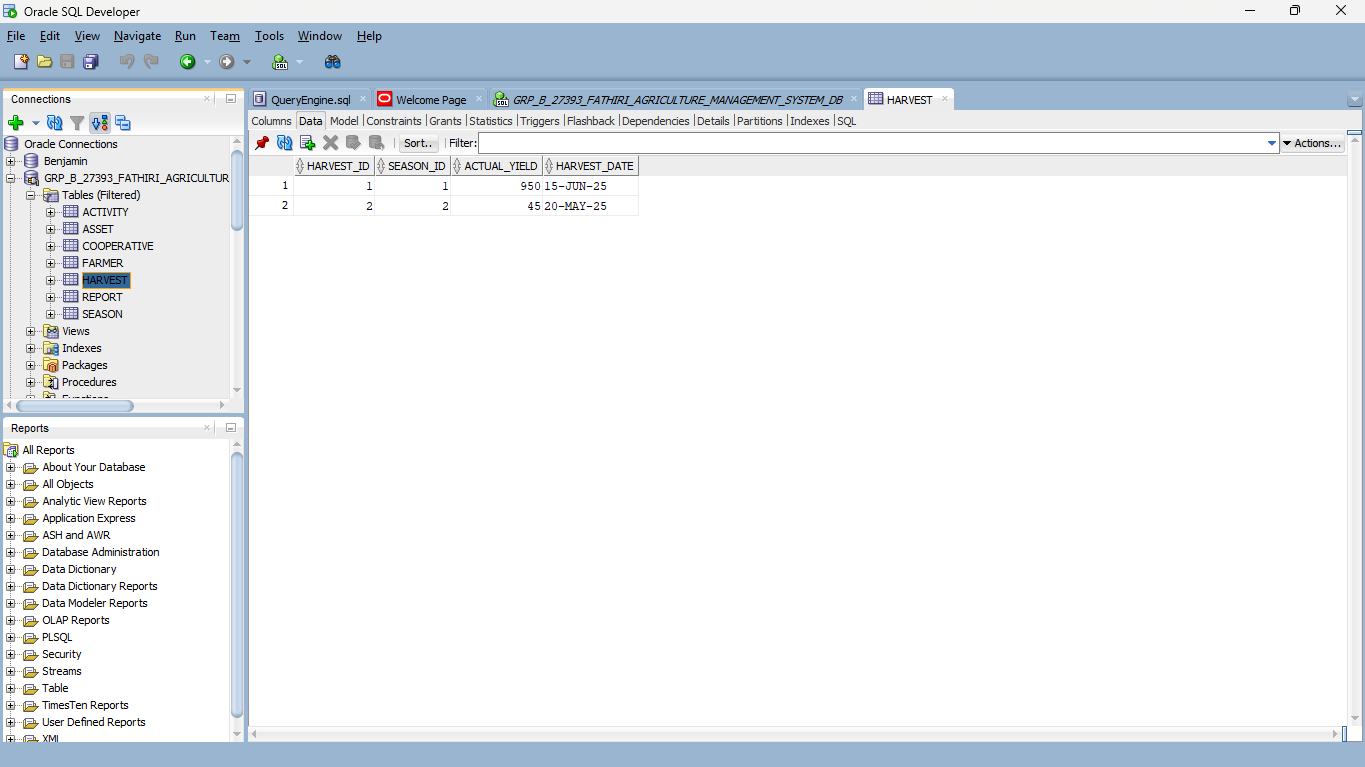 Oracle SQL Developer
File Edit View Navigate Run Team Tools Window Help
Connections
Oracle Connections
Benjamin
GRP_B_27393_FATHIRI_AGRICULTUR
Tables (Filtered)
ACTIVITY
ASSET
COOPERATIVE
FARMER
HARVEST
REPORT
SEASON
Views
Indexes
Packages
Procedures
Functions
Reports
All Reports
About Your Database
All Objects
Analytic View Reports
Application Express
ASH and AWR
Database Administration
Data Dictionary
Data Dictionary Reports
Data Modeler Reports
OLAP Reports
PLSQL
Security
Streams
Table
TimesTen Reports
User Defined Reports
XML
QueryEngine.sql Welcome Page GRP_B_27393_FATHIRI_AGRICULTURE_MANAGEMENT_SYSTEM_DB HARVEST
Columns Data Model Constraints Grants Statistics Triggers Flashback Dependencies Details Partitions Indexes SQL
Sort.. Filter: Actions...
HARVEST_ID SEASON_ID ACTUAL_YIELD HARVEST_DATE
1 1 1 950 15-JUN-25
2 2 2 45 20-MAY-25